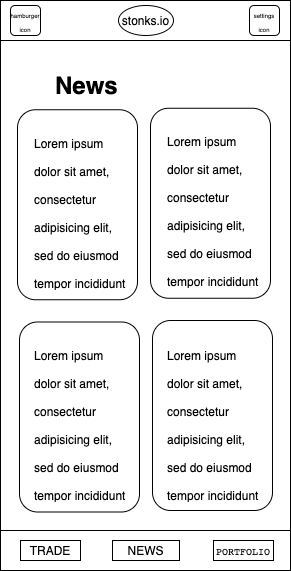 hamburger
icon
stonks.io
settings
icon
News
Lorem ipsum
dolor sit amet,
consectetur
adipisicing elit,
sed do eiusmod
tempor incididunt
Lorem ipsum
dolor sit amet,
consectetur
adipisicing elit,
sed do eiusmod
tempor incididunt
Lorem ipsum
dolor sit amet,
consectetur
adipisicing elit,
sed do eiusmod
tempor incididunt
Lorem ipsum
dolor sit amet,
consectetur
adipisicing elit,
sed do eiusmod
tempor incididunt
TRADE
NEWS
PORTFOLIO